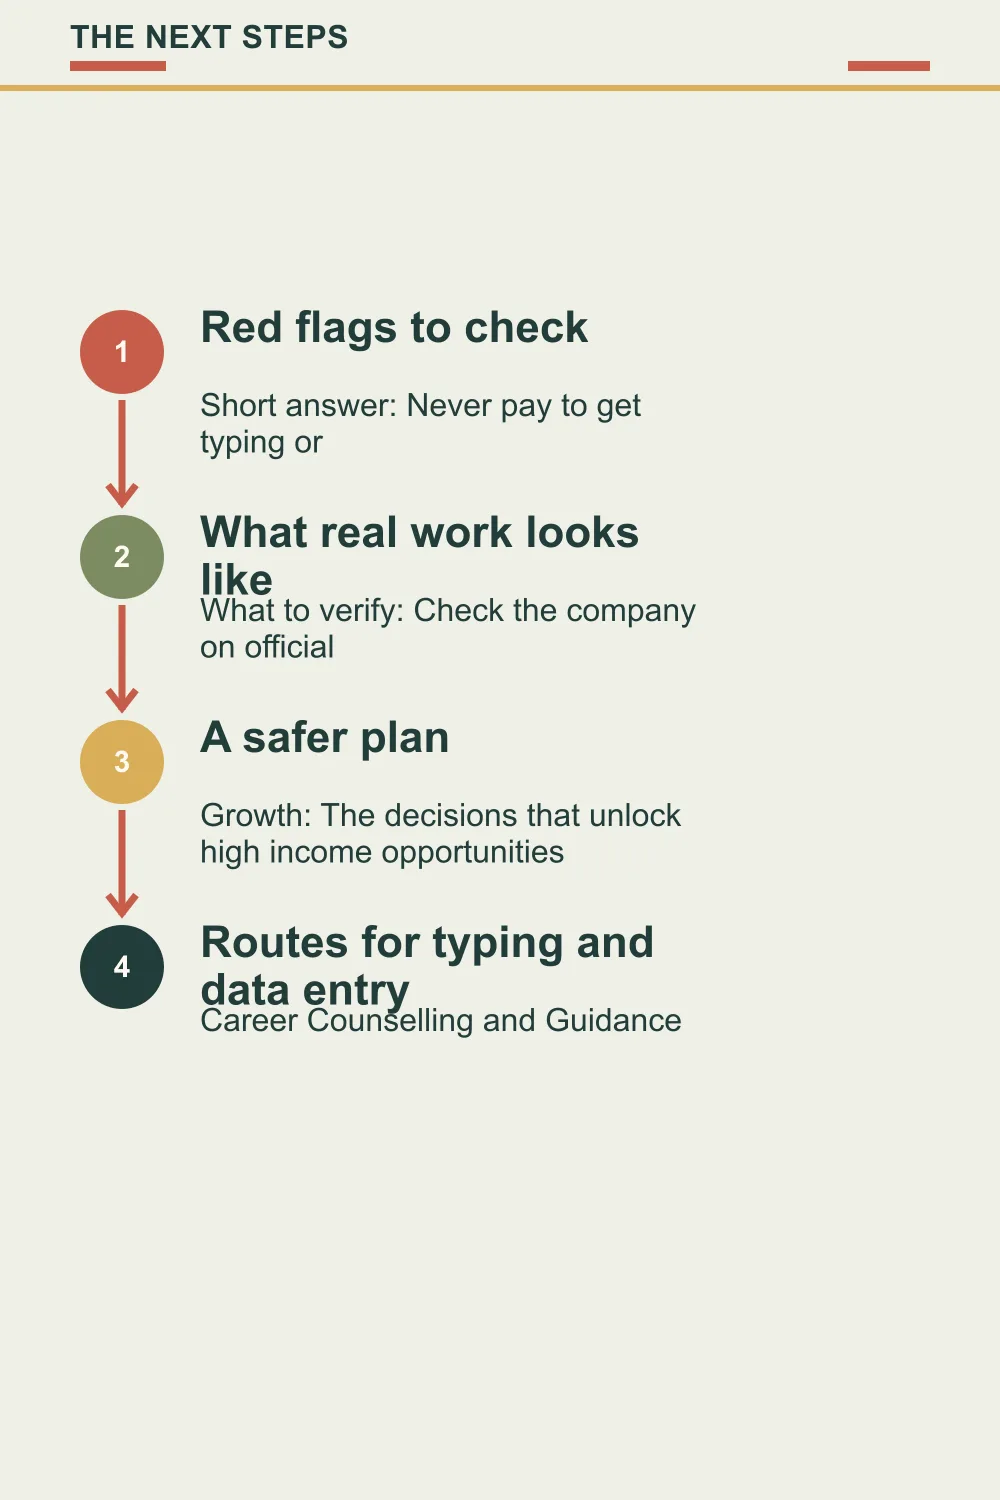 THE NEXT STEPS
1
Red flags to check
Short answer: Never pay to get
typing or
2
What real work looks
like
What to verify: Check the company
on official
3
A safer plan
Growth: The decisions that unlock
high income opportunities
4
Routes for typing and
data entry
Career Counselling and Guidance